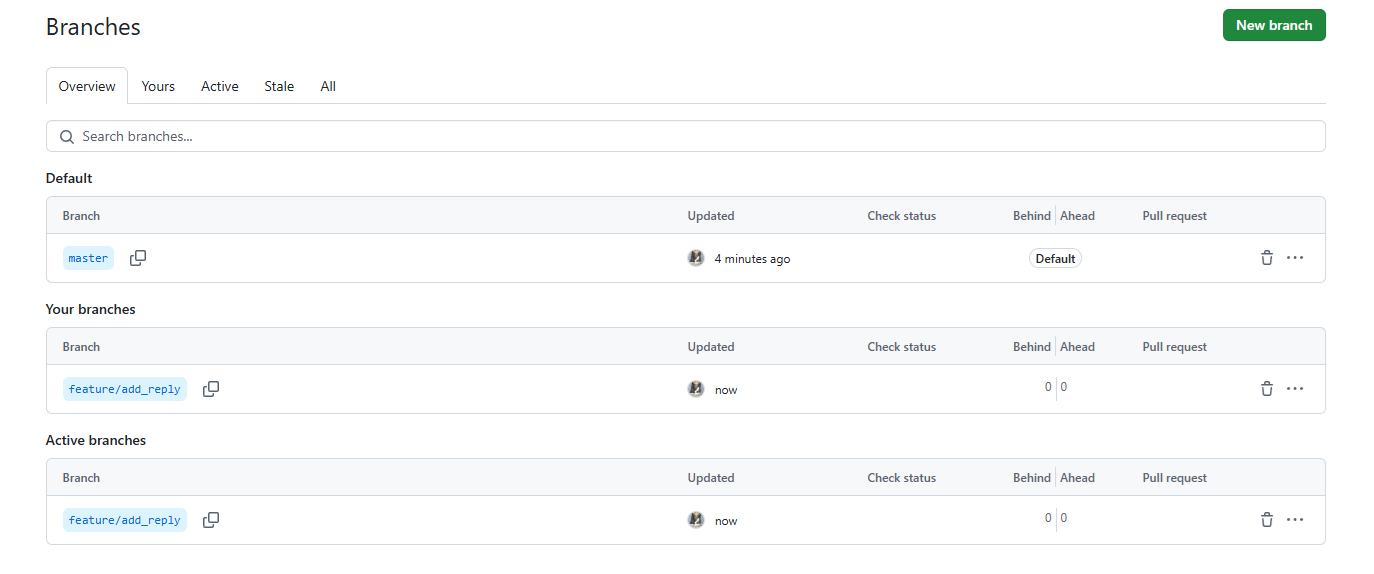 Branches
New branch
Overview Yours Active Stale All
Search branches...
Default
Branch Updated Check status Behind Ahead Pull request
master 4 minutes ago Default
Your branches
Branch Updated Check status Behind Ahead Pull request
feature/add_reply now 0 0
Active branches
Branch Updated Check status Behind Ahead Pull request
feature/add_reply now 0 0